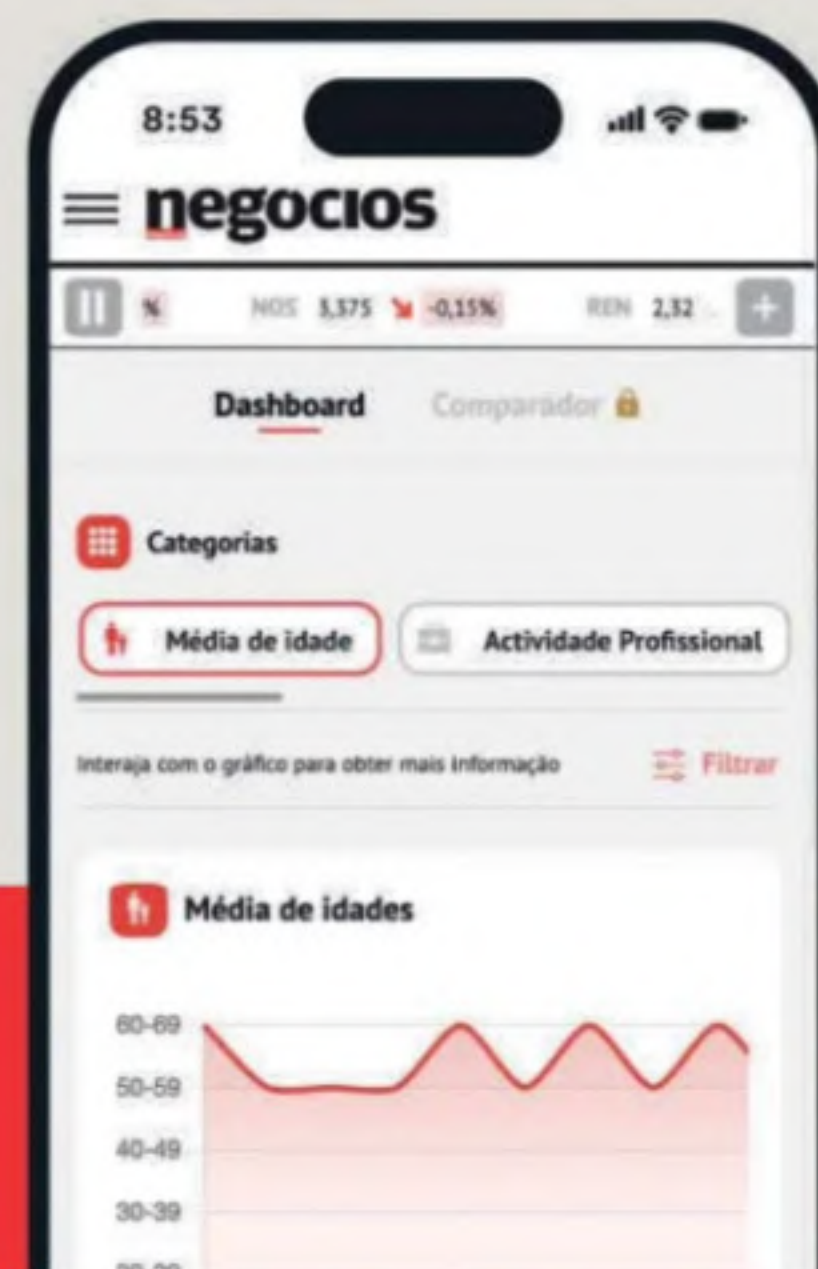 8:53
negocios
% NOS 3,375 -0,15% REN 2,32
Dashboard Comparador
Categorias
Média de idade Actividade Profissional
Interaja com o gráfico para obter mais informação Filtrar
Média de idades
60-69
50-59
40-49
30-39